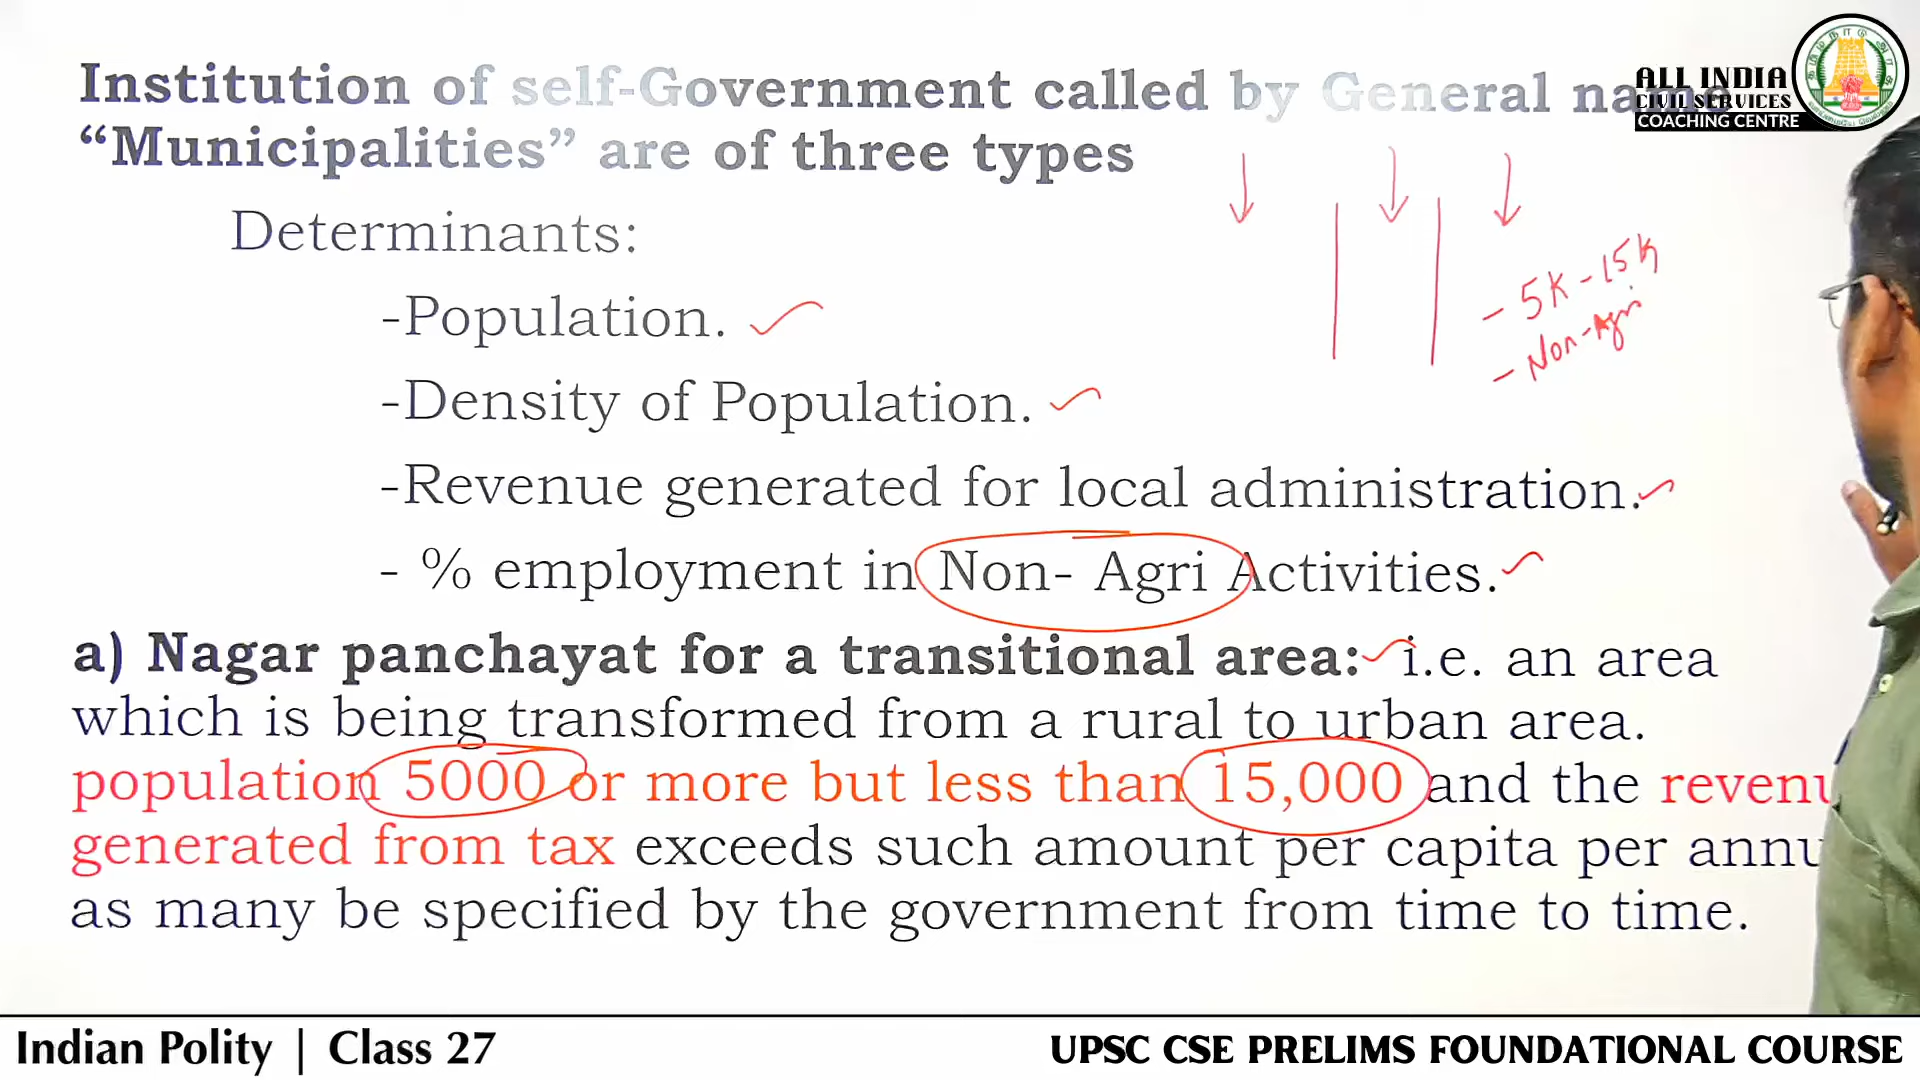 Institution of self-Government called by General name
“Municipalities” are of three types
ALL INDIA
CIVIL SERVICES
COACHING CENTRE
Determinants:
-Population.
- 5K - 15K
- Non-Agri
-Density of Population.
-Revenue generated for local administration.
- % employment in Non- Agri Activities.
a) Nagar panchayat for a transitional area: i.e. an area
which is being transformed from a rural to urban area.
population 5000 or more but less than 15,000 and the revenu
generated from tax exceeds such amount per capita per annu
as many be specified by the government from time to time.
Indian Polity | Class 27
UPSC CSE PRELIMS FOUNDATIONAL COURSE